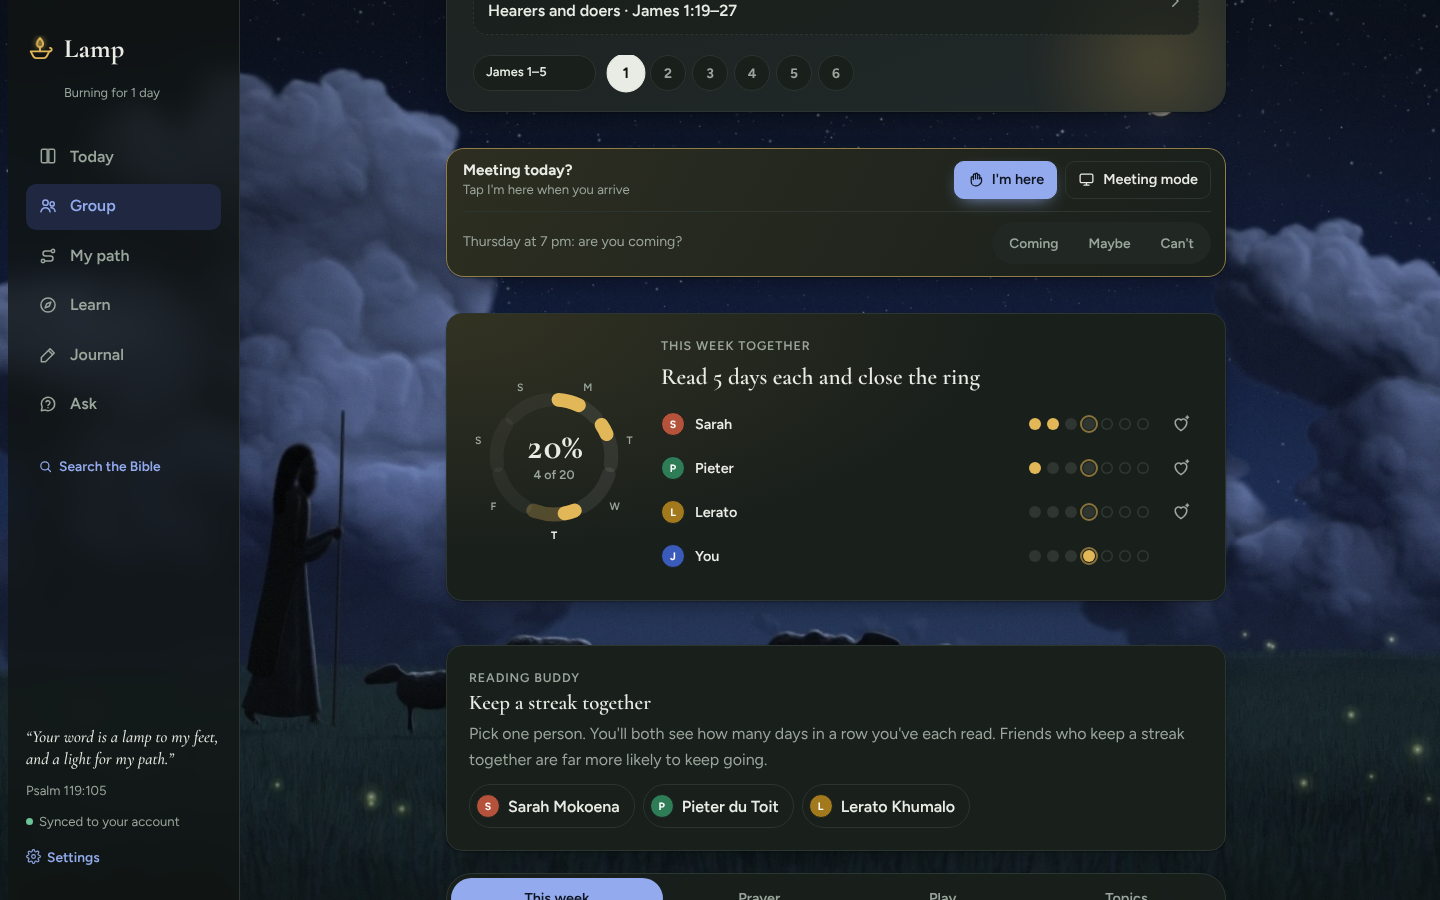 Lamp
Burning for 1 day
Today
Group
My path
Learn
Journal
Ask
Search the Bible
“Your word is a lamp to my feet,
and a light for my path.”
Psalm 119:105
Synced to your account
Settings
Hearers and doers · James 1:19–27
James 1–5 1 2 3 4 5 6
Meeting today?
Tap I'm here when you arrive
I'm here Meeting mode
Thursday at 7 pm: are you coming?
Coming Maybe Can't
S M
S T
F W
T
20%
4 of 20
THIS WEEK TOGETHER
Read 5 days each and close the ring
S Sarah
P Pieter
L Lerato
J You
READING BUDDY
Keep a streak together
Pick one person. You'll both see how many days in a row you've each read. Friends who keep a streak
together are far more likely to keep going.
S Sarah Mokoena P Pieter du Toit L Lerato Khumalo
This week Prayer Play Topics